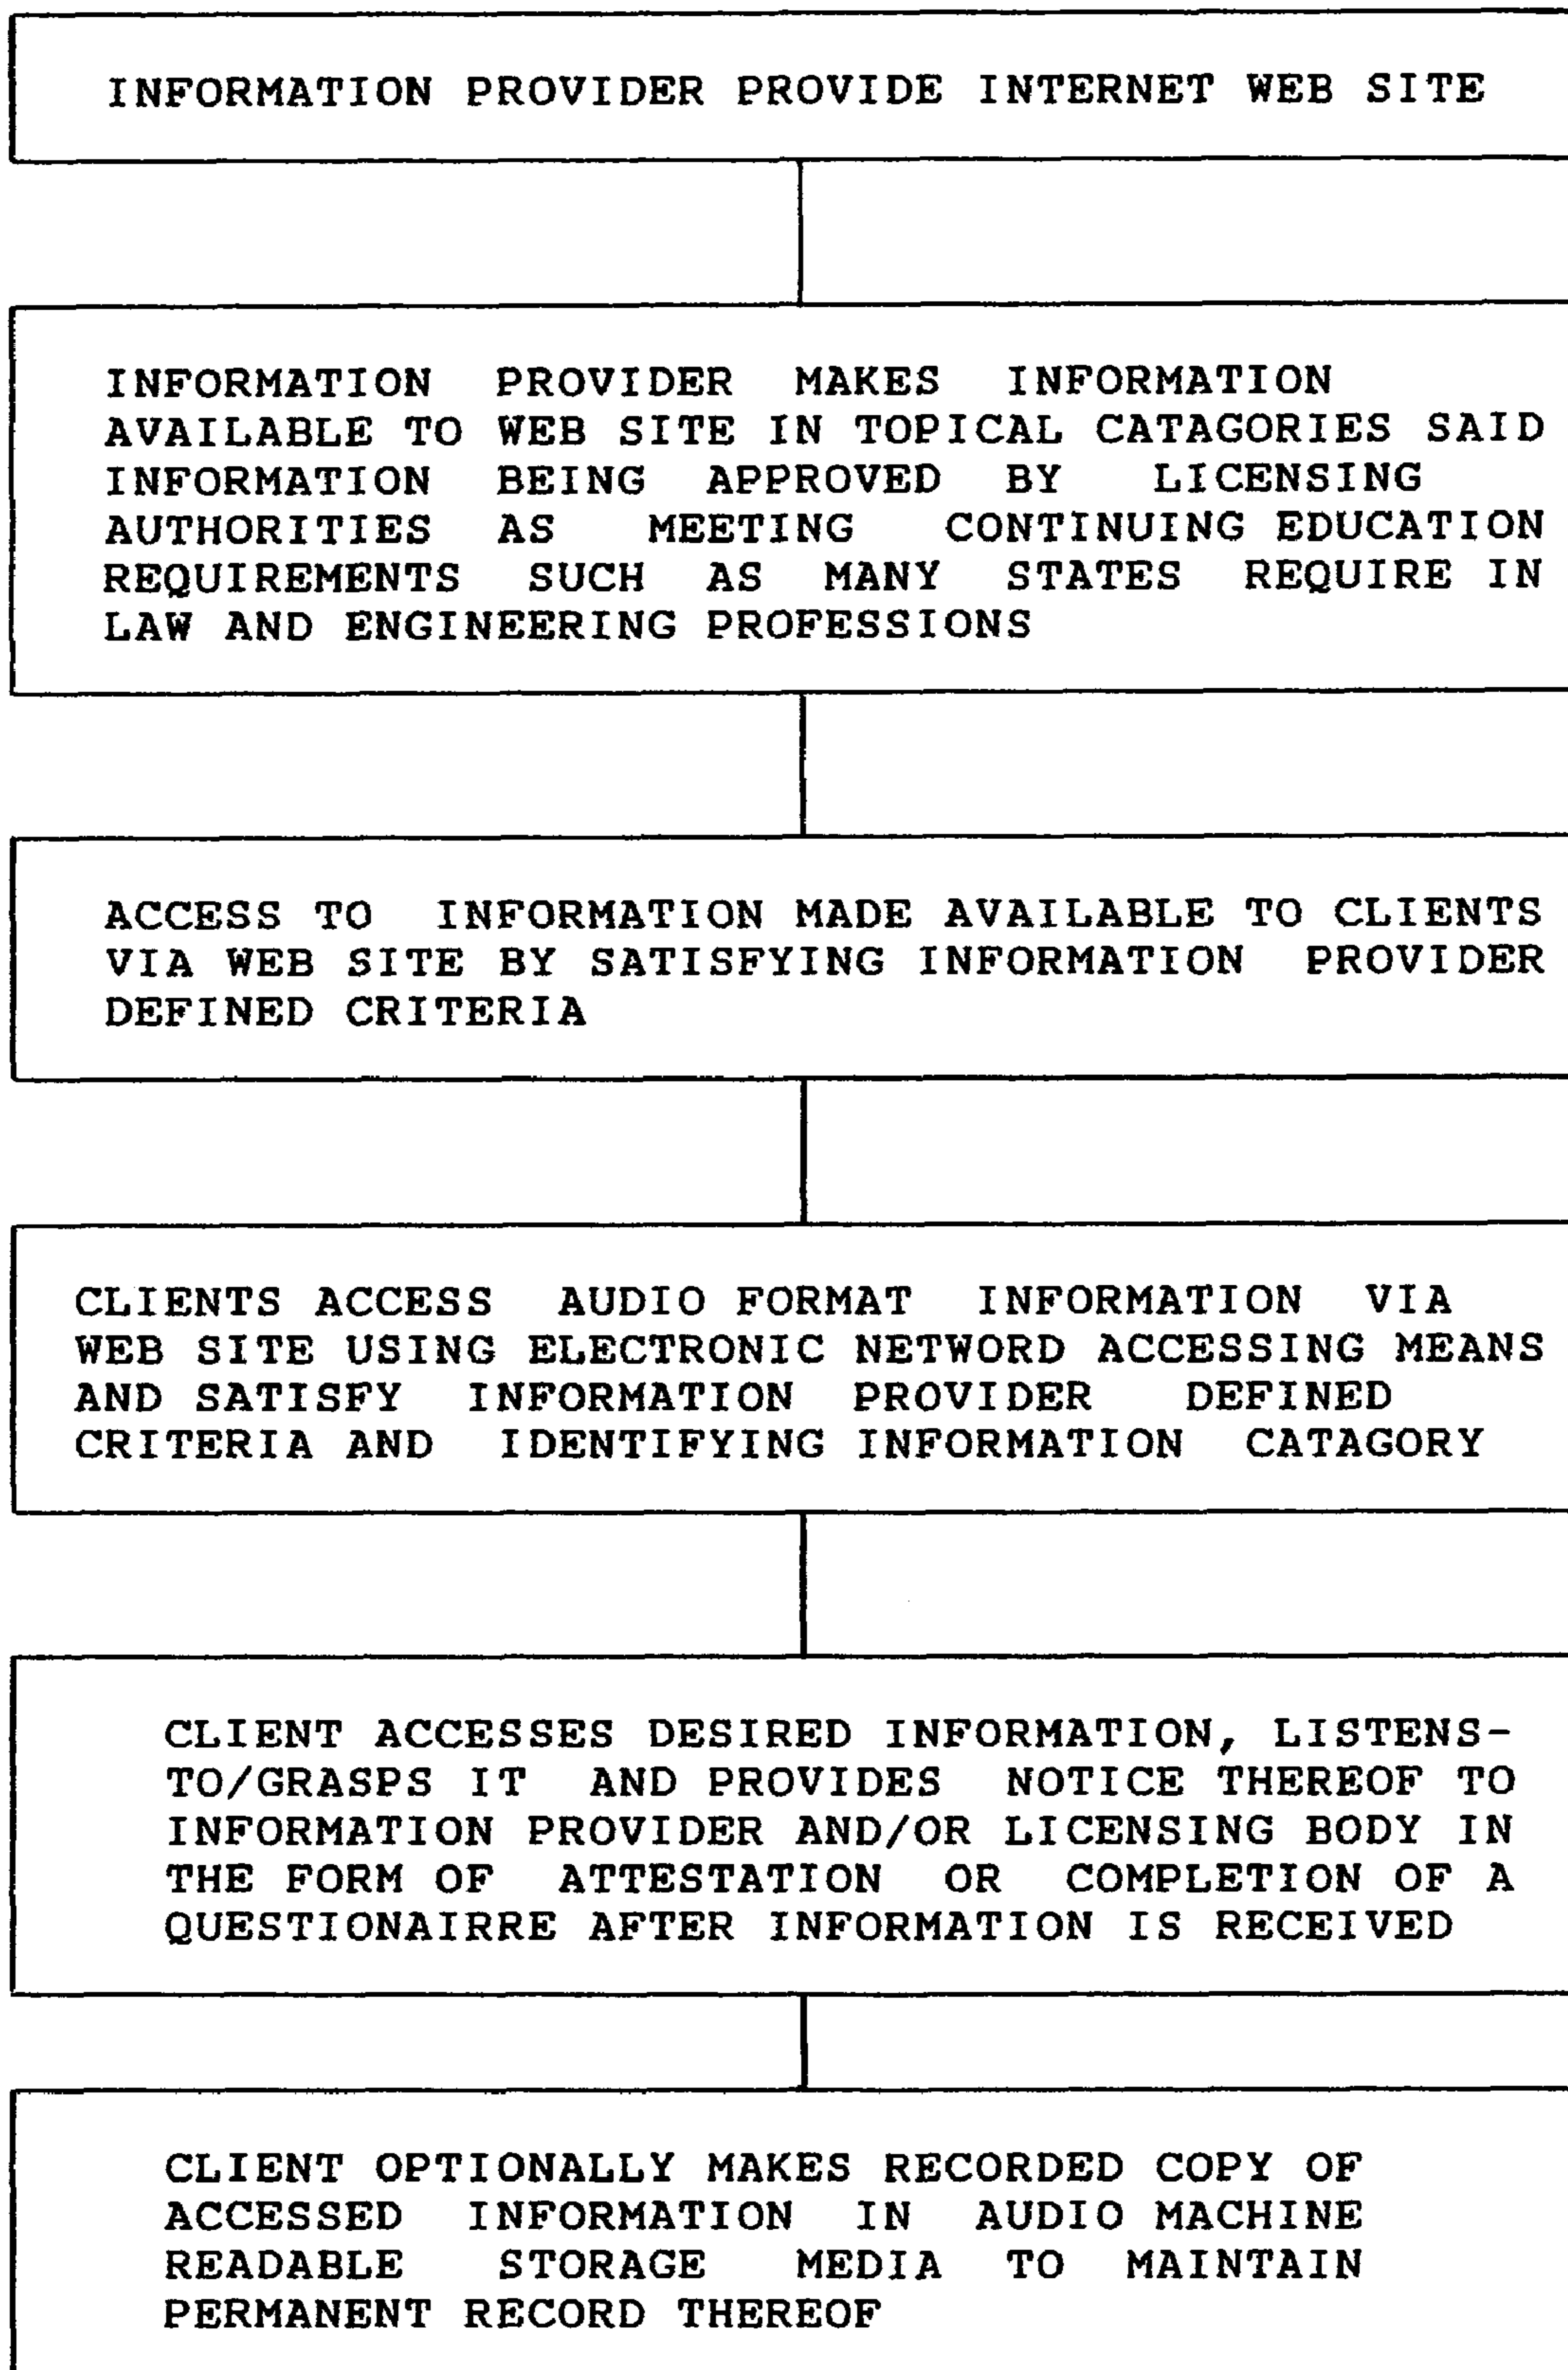 INFORMATION PROVIDER PROVIDE INTERNET WEB SITE
INFORMATION PROVIDER MAKES INFORMATION
AVAILABLE TO WEB SITE IN TOPICAL CATAGORIES SAID
INFORMATION BEING APPROVED BY LICENSING
AUTHORITIES AS MEETING CONTINUING EDUCATION
REQUIREMENTS SUCH AS MANY STATES REQUIRE IN
LAW AND ENGINEERING PROFESSIONS
ACCESS TO INFORMATION MADE AVAILABLE TO CLIENTS
VIA WEB SITE BY SATISFYING INFORMATION PROVIDER
DEFINED CRITERIA
CLIENTS ACCESS AUDIO FORMAT INFORMATION VIA
WEB SITE USING ELECTRONIC NETWORD ACCESSING MEANS
AND SATISFY INFORMATION PROVIDER DEFINED
CRITERIA AND IDENTIFYING INFORMATION CATAGORY
CLIENT ACCESSES DESIRED INFORMATION, LISTENS-
TO/GRASPS IT AND PROVIDES NOTICE THEREOF TO
INFORMATION PROVIDER AND/OR LICENSING BODY IN
THE FORM OF ATTESTATION OR COMPLETION OF A
QUESTIONAIRRE AFTER INFORMATION IS RECEIVED
CLIENT OPTIONALLY MAKES RECORDED COPY OF
ACCESSED INFORMATION IN AUDIO MACHINE
READABLE STORAGE MEDIA TO MAINTAIN
PERMANENT RECORD THEREOF